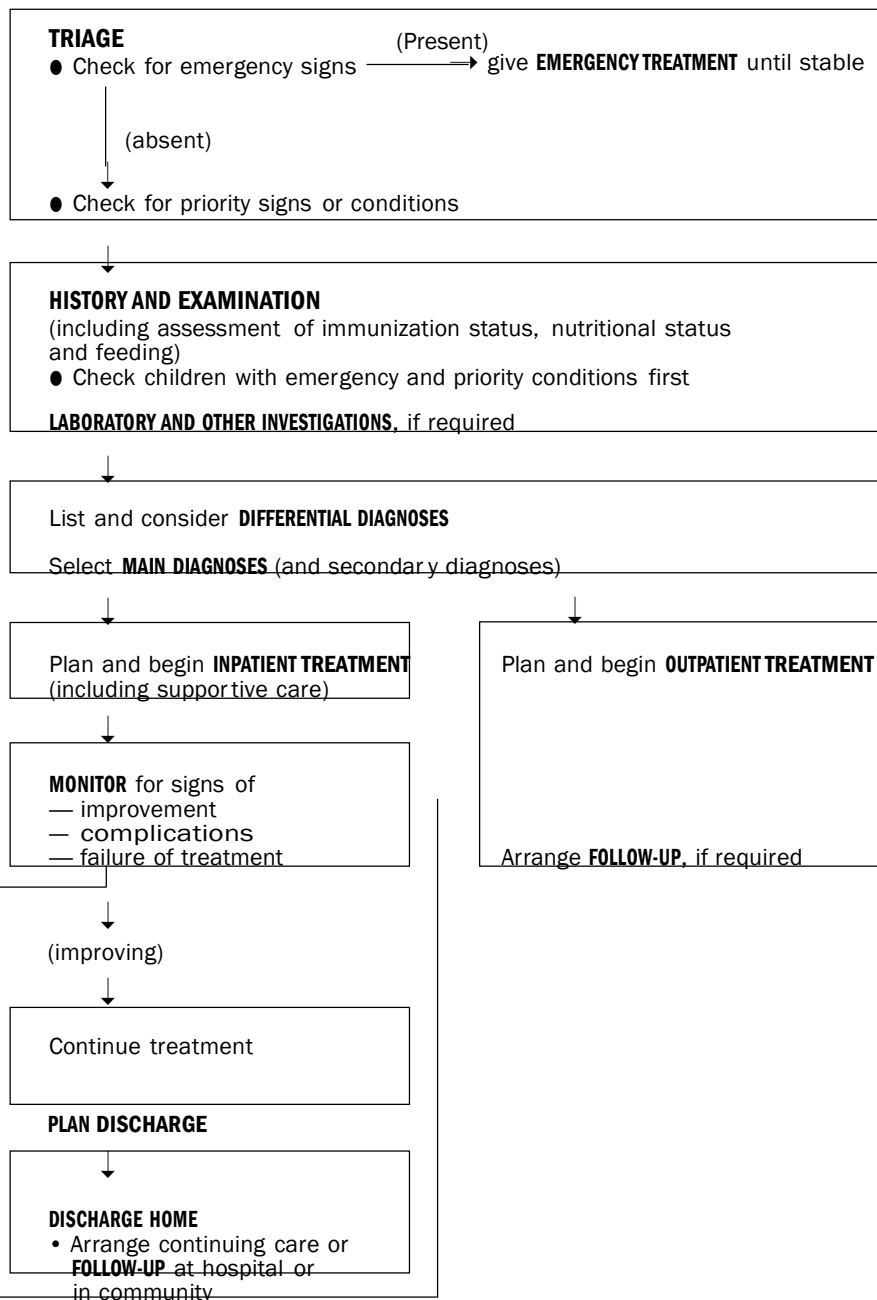 TRIAGE
● Check for emergency signs (Present) give EMERGENCY TREATMENT until stable
(absent)
● Check for priority signs or conditions
HISTORY AND EXAMINATION
(including assessment of immunization status, nutritional status
and feeding)
● Check children with emergency and priority conditions first
LABORATORY AND OTHER INVESTIGATIONS, if required
List and consider DIFFERENTIAL DIAGNOSES
Select MAIN DIAGNOSES (and secondary diagnoses)
Plan and begin INPATIENT TREATMENT
(including supportive care)
Plan and begin OUTPATIENT TREATMENT
MONITOR for signs of
— improvement
— complications
— failure of treatment
Arrange FOLLOW-UP, if required
(improving)
Continue treatment
PLAN DISCHARGE
DISCHARGE HOME
• Arrange continuing care or
FOLLOW-UP at hospital or
in community